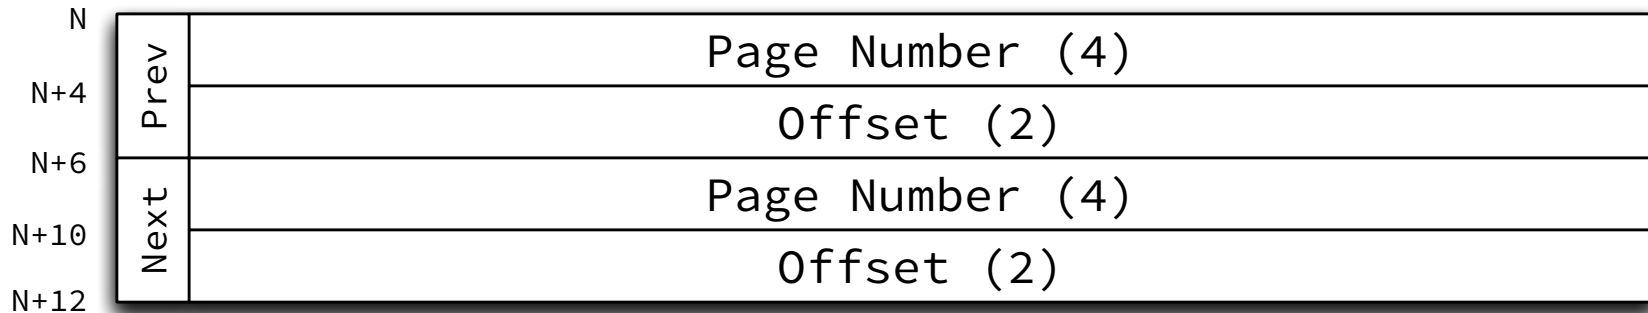 N
Prev
Page Number (4)
N+4
Offset (2)
N+6
Next
Page Number (4)
N+10
Offset (2)
N+12